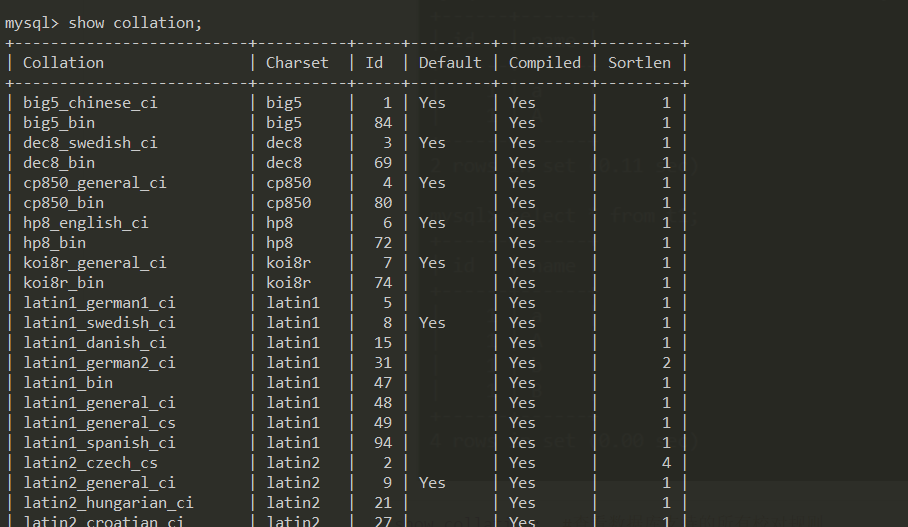 mysql> show collation;
+--------------------------+----------+-----+---------+----------+---------+
| Collation                | Charset  | Id  | Default | Compiled | Sortlen |
+--------------------------+----------+-----+---------+----------+---------+
| big5_chinese_ci          | big5     |   1 | Yes     | Yes      |       1 |
| big5_bin                 | big5     |  84 |         | Yes      |       1 |
| dec8_swedish_ci          | dec8     |   3 | Yes     | Yes      |       1 |
| dec8_bin                 | dec8     |  69 |         | Yes      |       1 |
| cp850_general_ci         | cp850    |   4 | Yes     | Yes      |       1 |
| cp850_bin                | cp850    |  80 |         | Yes      |       1 |
| hp8_english_ci           | hp8      |   6 | Yes     | Yes      |       1 |
| hp8_bin                  | hp8      |  72 |         | Yes      |       1 |
| koi8r_general_ci         | koi8r    |   7 | Yes     | Yes      |       1 |
| koi8r_bin                | koi8r    |  74 |         | Yes      |       1 |
| latin1_german1_ci        | latin1   |   5 |         | Yes      |       1 |
| latin1_swedish_ci        | latin1   |   8 | Yes     | Yes      |       1 |
| latin1_danish_ci         | latin1   |  15 |         | Yes      |       1 |
| latin1_german2_ci        | latin1   |  31 |         | Yes      |       2 |
| latin1_bin               | latin1   |  47 |         | Yes      |       1 |
| latin1_general_ci        | latin1   |  48 |         | Yes      |       1 |
| latin1_general_cs        | latin1   |  49 |         | Yes      |       1 |
| latin1_spanish_ci        | latin1   |  94 |         | Yes      |       1 |
| latin2_czech_cs          | latin2   |   2 |         | Yes      |       4 |
| latin2_general_ci        | latin2   |   9 | Yes     | Yes      |       1 |
| latin2_hungarian_ci      | latin2   |  21 |         | Yes      |       1 |
| latin2_croatian_ci       | latin2   |  27 |         | Yes      |       1 |